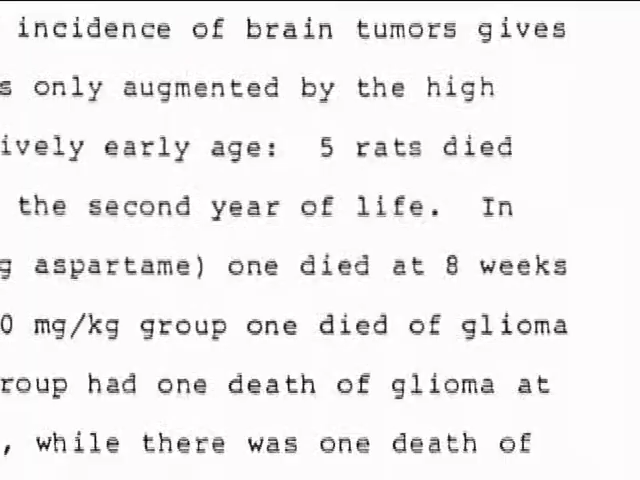 incidence of brain tumors gives
s only augmented by the high
ively early age: 5 rats died
the second year of life. In
g aspartame) one died at 8 weeks
0 mg/kg group one died of glioma
roup had one death of glioma at
, while there was one death of